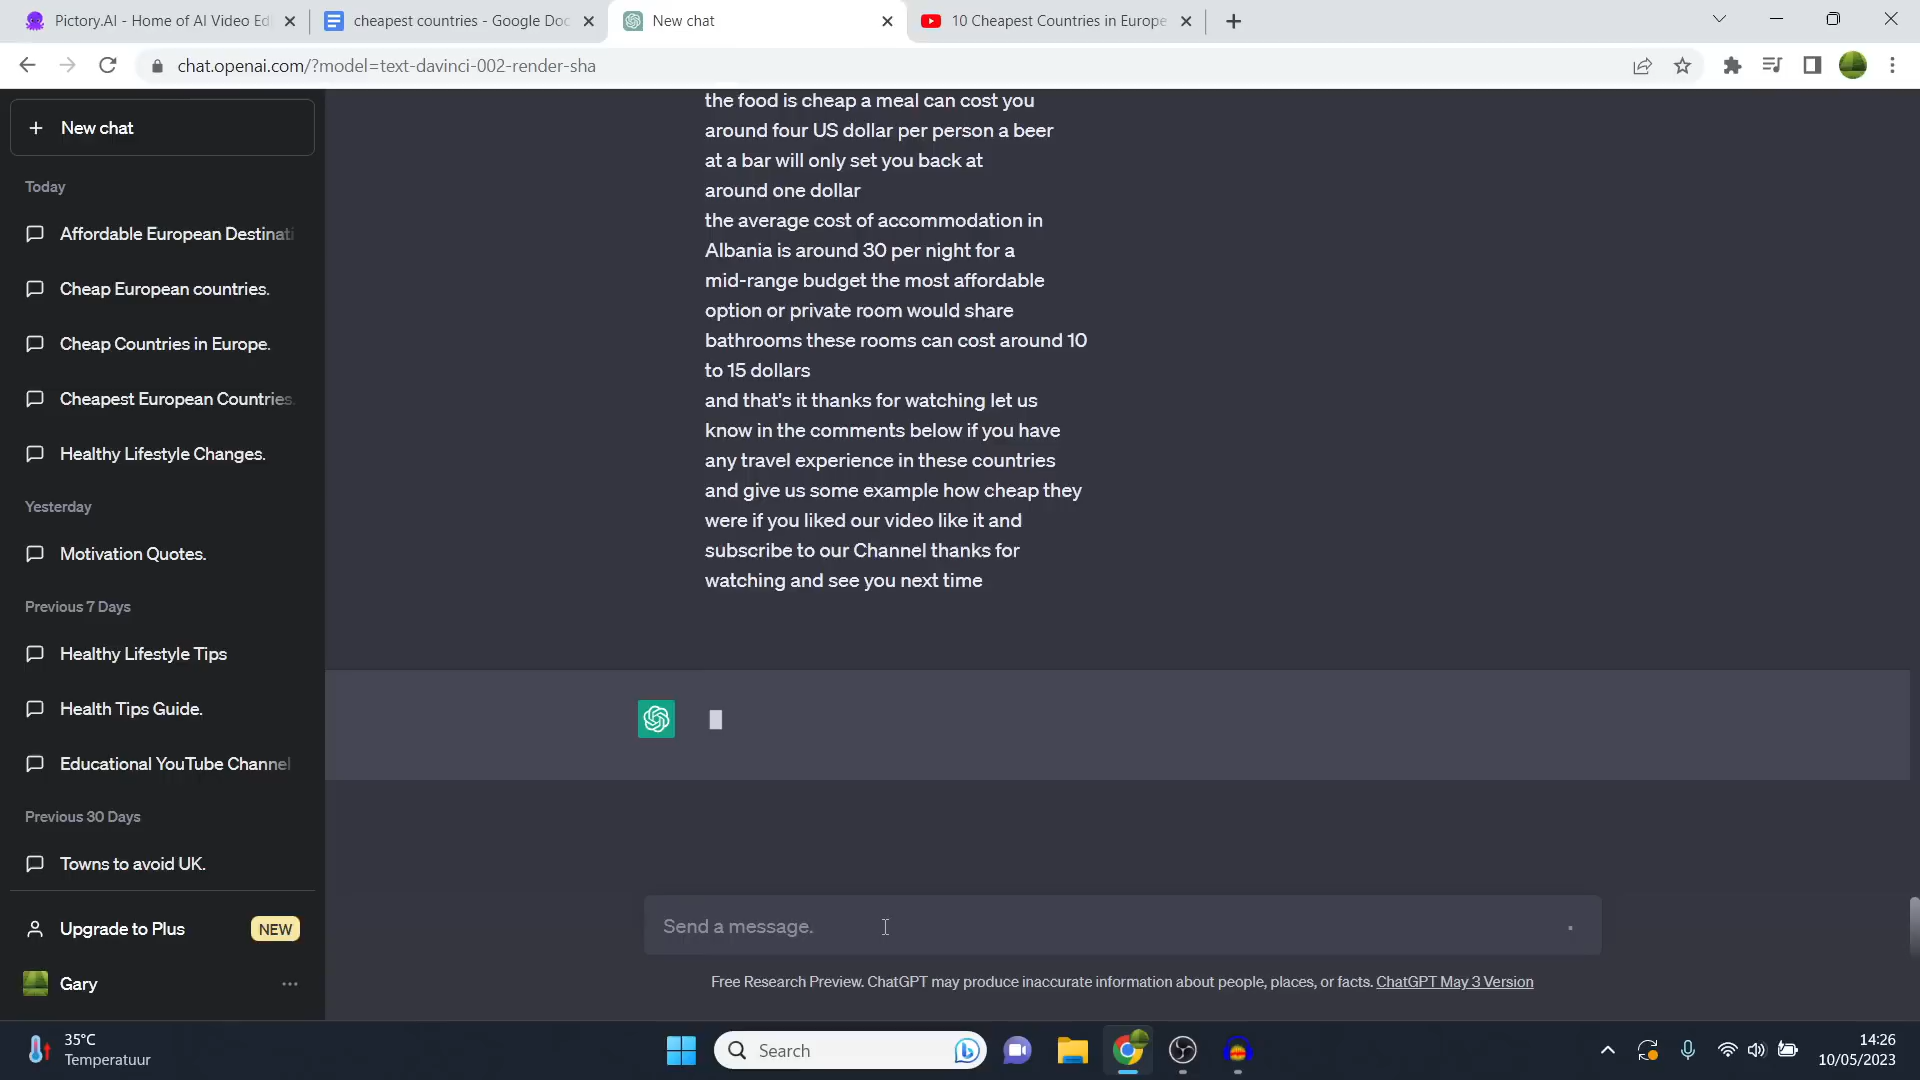 Pictory.AI - Home of AI Video Ed
cheapest countries - Google Doc
New chat
10 Cheapest Countries in Europe
chat.openai.com/?model=text-davinci-002-render-sha
+ New chat
Today
Affordable European Destinati
Cheap European countries.
Cheap Countries in Europe.
Cheapest European Countries.
Healthy Lifestyle Changes.
Yesterday
Motivation Quotes.
Previous 7 Days
Healthy Lifestyle Tips
Health Tips Guide.
Educational YouTube Channel
Previous 30 Days
Towns to avoid UK.
Upgrade to Plus
NEW
Gary
the food is cheap a meal can cost you
around four US dollar per person a beer
at a bar will only set you back at
around one dollar
the average cost of accommodation in
Albania is around 30 per night for a
mid-range budget the most affordable
option or private room would share
bathrooms these rooms can cost around 10
to 15 dollars
and that's it thanks for watching let us
know in the comments below if you have
any travel experience in these countries
and give us some example how cheap they
were if you liked our video like it and
subscribe to our Channel thanks for
watching and see you next time
Send a message.
Free Research Preview. ChatGPT may produce inaccurate information about people, places, or facts. ChatGPT May 3 Version
35°C
Temperatuur
Search
14:26
10/05/2023